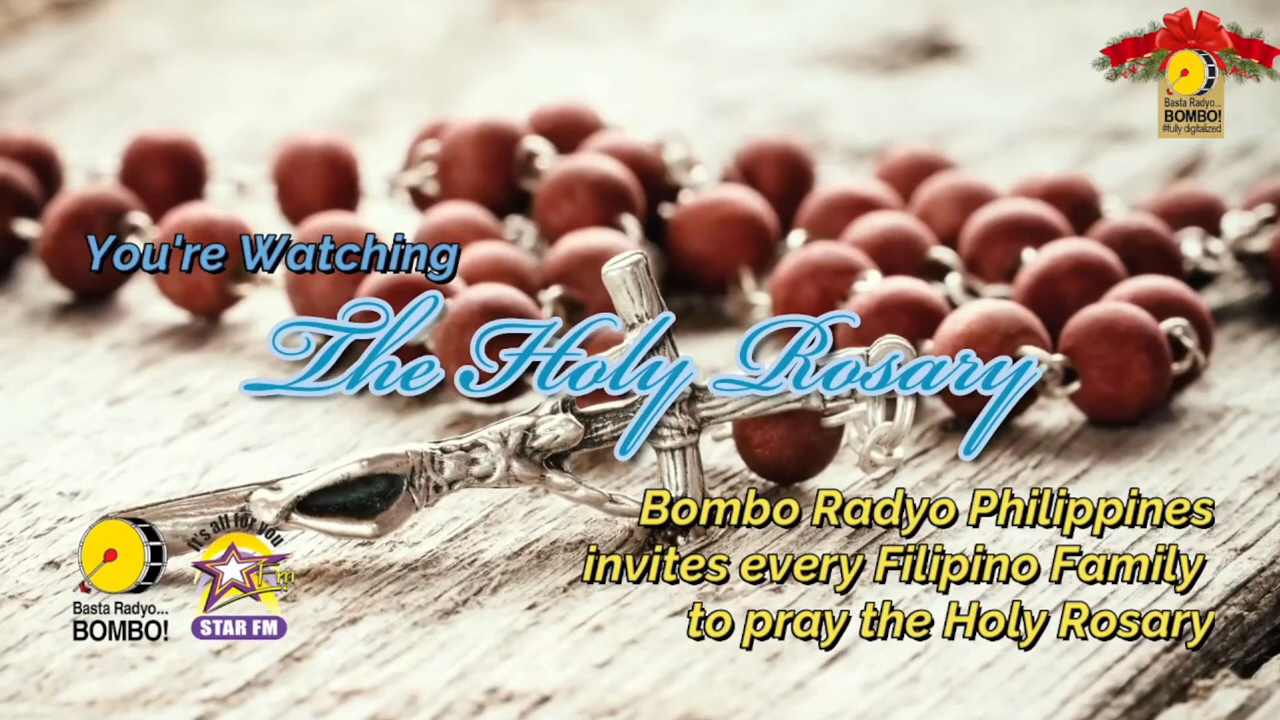 Basta Radyo...
BOMBO!
#fully digitalized
You're Watching
The Holy Rosary
Bombo Radyo Philippines
invites every Filipino Family
to pray the Holy Rosary
It's all for you
Fm
STAR FM
Basta Radyo...
BOMBO!